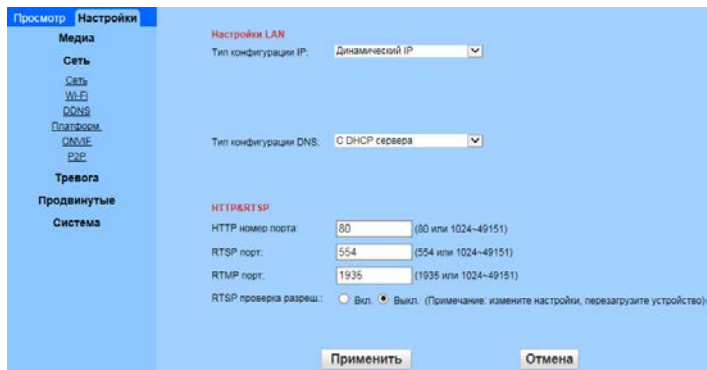 Просмотр Настройки
Медиа
Сеть
Сеть
Wi-Fi
DDNS
Платформ.
ONVIF
P2P
Тревога
Продвинутые
Система
Настройки LAN
Тип конфигурации IP: Динамический IP
Тип конфигурации DNS: С DHCP сервера
HTTP&RTSP
HTTP номер порта: 80 (80 или 1024~49151)
RTSP порт: 554 (554 или 1024~49151)
RTMP порт: 1935 (1935 или 1024~49151)
RTSP проверка разреш.: Вкл. Выкл. (Примечание: измените настройки, перезагрузите устройство)
Применить Отмена